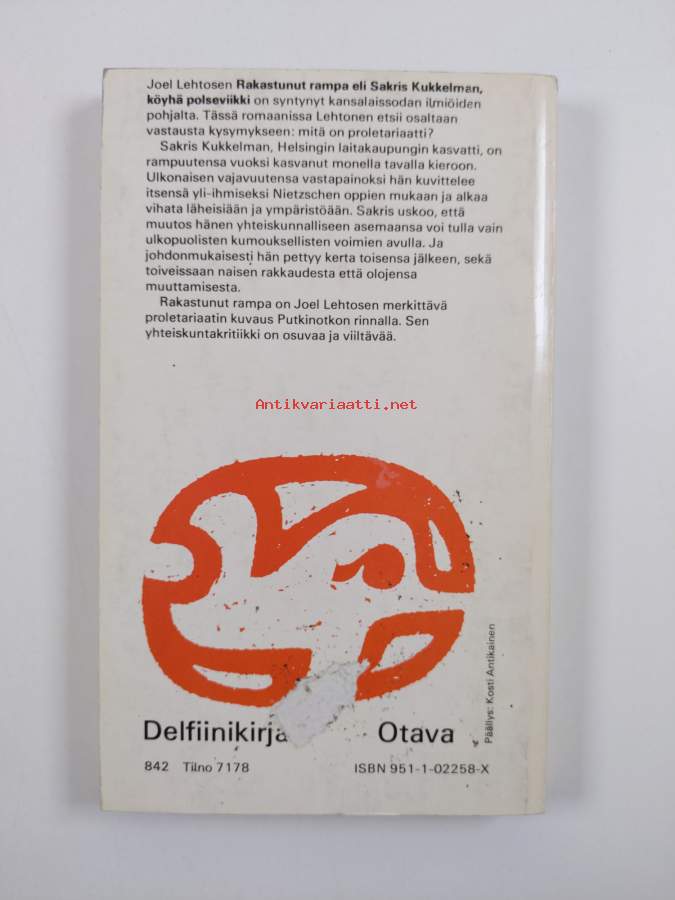 Joel Lehtosen Rakastunut rampa eli Sakris Kukkelman,
köyhä polseviikki on syntynyt kansalaissodan ilmiöiden
pohjalta. Tässä romaanissa Lehtonen etsii osaltaan
vastausta kysymykseen: mitä on proletariaatti?
Sakris Kukkelman, Helsingin laitakaupungin kasvatti, on
rampuutensa vuoksi kasvanut monella tavalla kieroon.
Ulkonaisen vajavuutensa vastapainoksi hän kuvittelee
itsensä yli-ihmiseksi Nietzschen oppien mukaan ja alkaa
vihata läheisiään ja ympäristöään. Sakris uskoo, että
muutos hänen yhteiskunnalliseen asemaansa voi tulla vain
ulkopuolisten kumouksellisten voimien avulla. Ja
johdonmukaisesti hän pettyy kerta toisensa jälkeen, sekä
toiveissaan naisen rakkaudesta että olojensa
muuttamisesta.
Rakastunut rampa on Joel Lehtosen merkittävä
proletariaatin kuvaus Putkinotkon rinnalla. Sen
yhteiskuntakritiikki on osuvaa ja viiltävää.
Antikvariaatti.net
Päällys: Kosti Antikainen
Delfiinikirja Otava
842 Tilno 7178 ISBN 951-1-02258-X